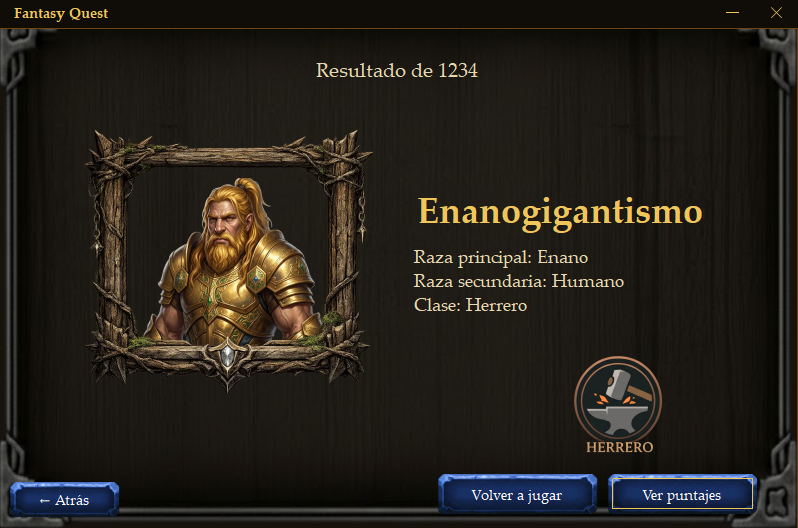 Fantasy Quest
Resultado de 1234
Enanogigantismo
Raza principal: Enano
Raza secundaria: Humano
Clase: Herrero
HERRERO
← Atrás
Volver a jugar
Ver puntajes